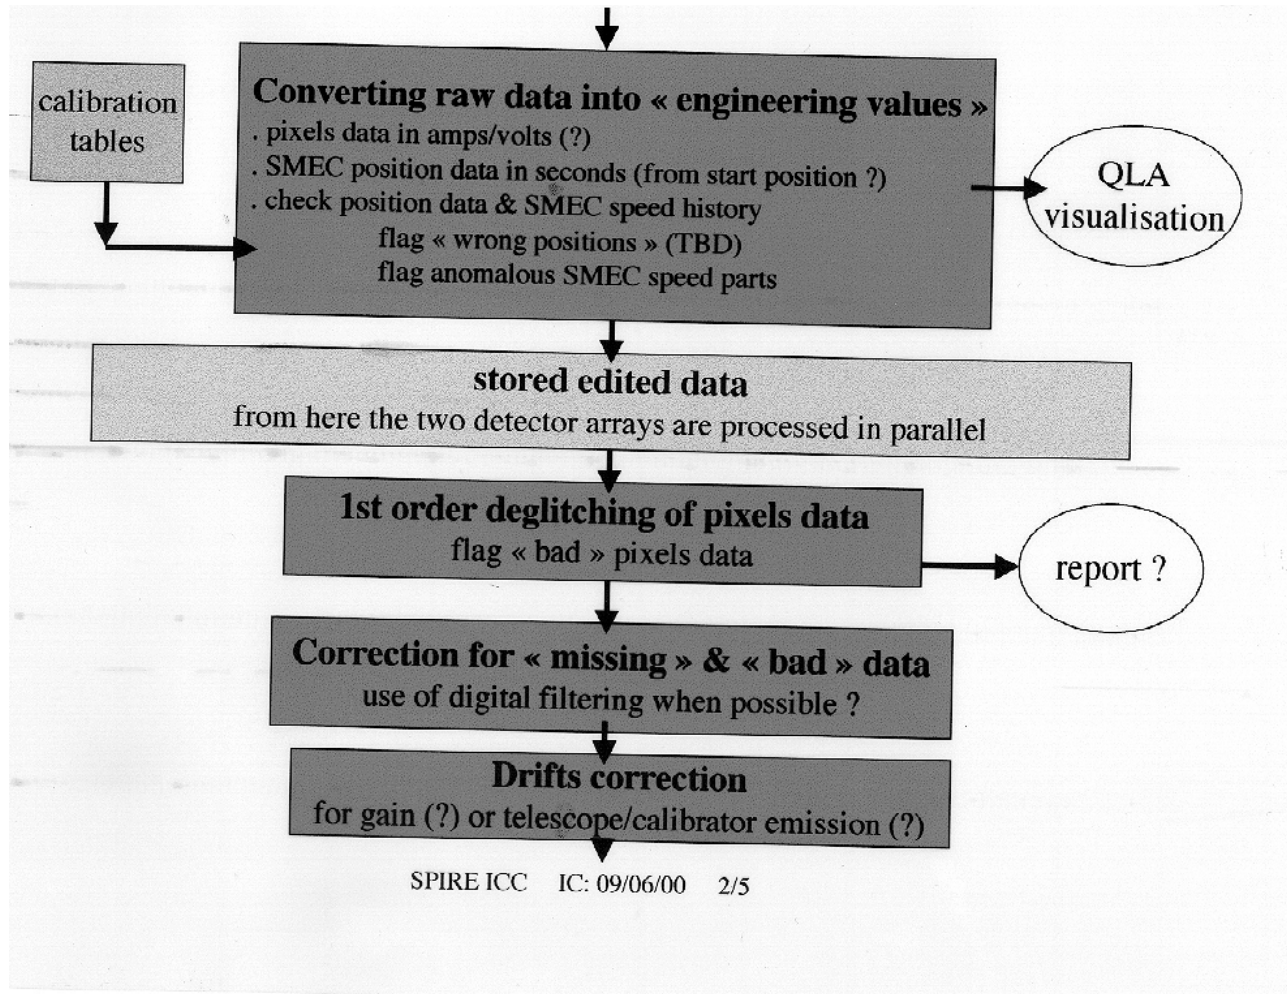 calibration
tables
Converting raw data into « engineering values »
. pixels data in amps/volts (?)
. SMEC position data in seconds (from start position ?)
. check position data & SMEC speed history
flag « wrong positions » (TBD)
flag anomalous SMEC speed parts
QLA
visualisation
stored edited data
from here the two detector arrays are processed in parallel
1st order deglitching of pixels data
flag « bad » pixels data
report ?
Correction for « missing » & « bad » data
use of digital filtering when possible ?
Drifts correction
for gain (?) or telescope/calibrator emission (?)
SPIRE ICC IC: 09/06/00 2/5